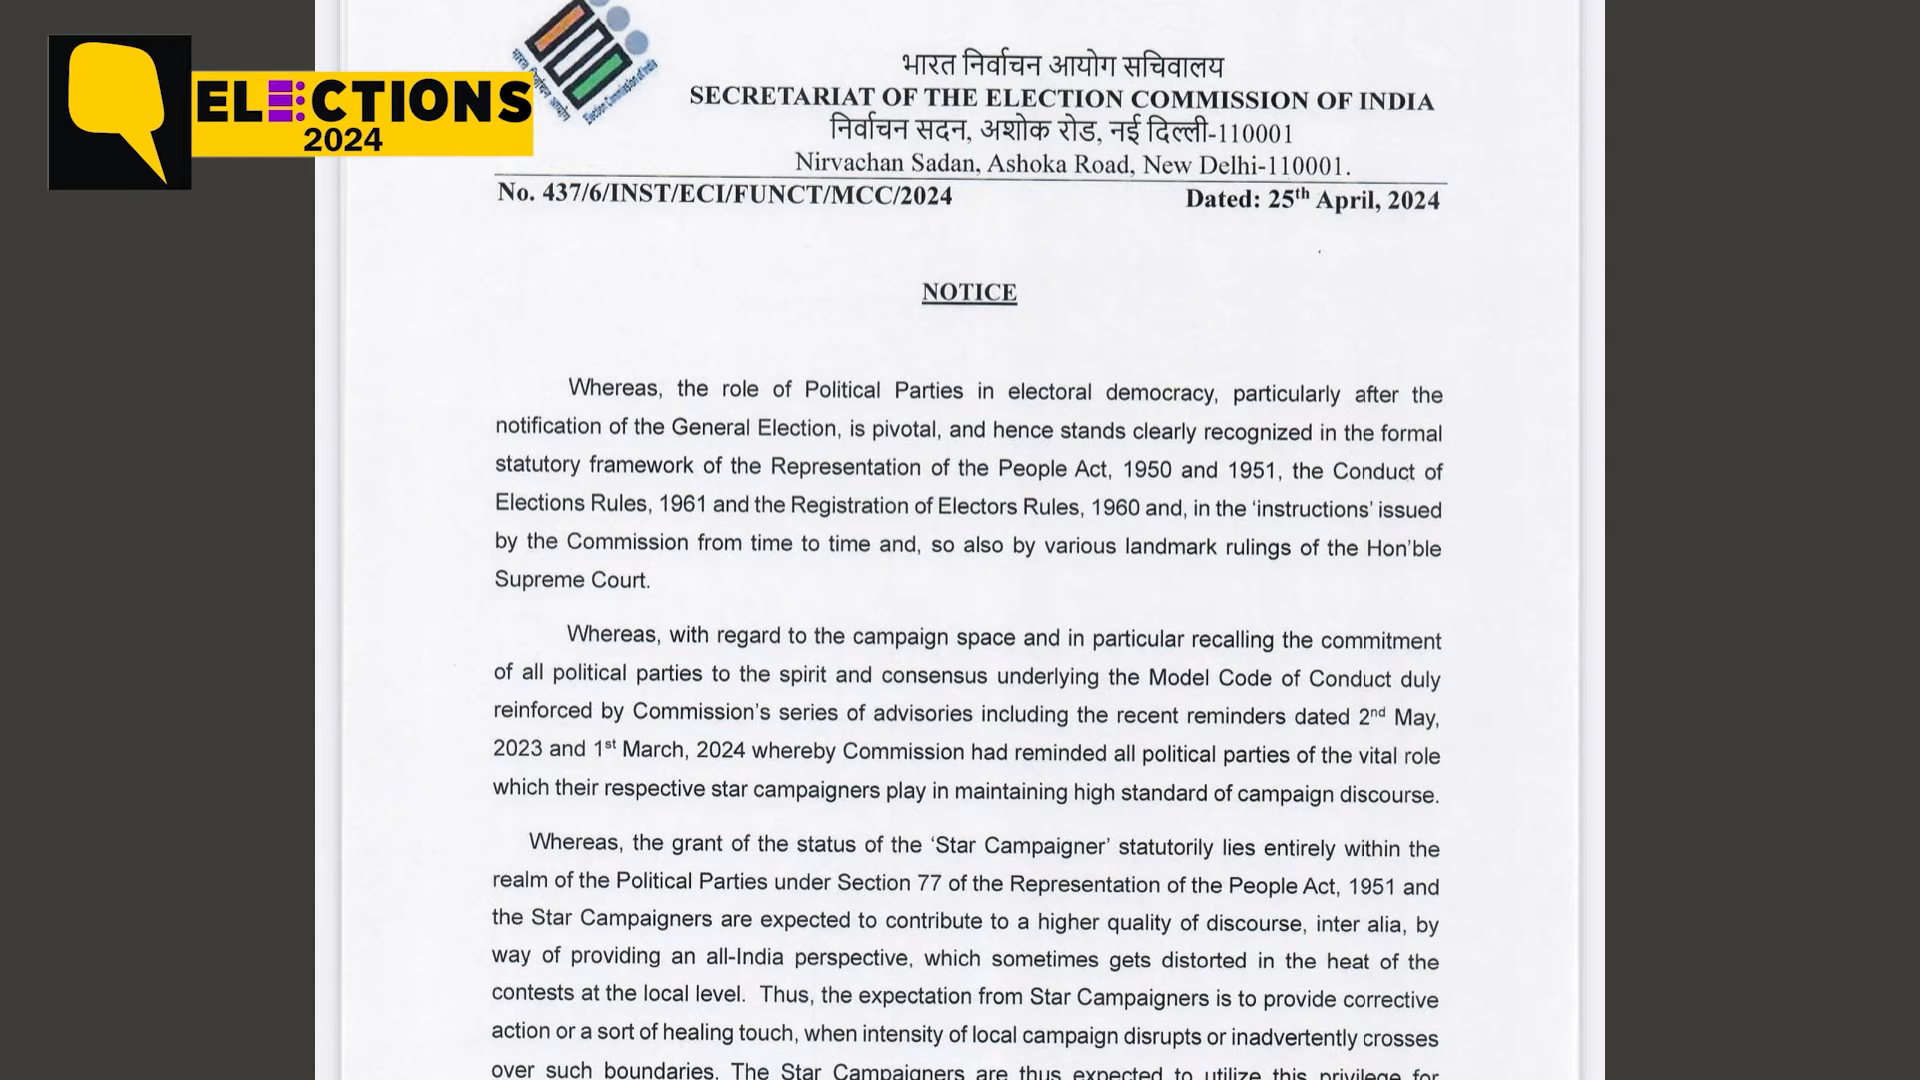 ELECTIONS
2024
भारत निर्वाचन आयोग
Election Commission of India
भारत निर्वाचन आयोग सचिवालय
SECRETARIAT OF THE ELECTION COMMISSION OF INDIA
निर्वाचन सदन, अशोक रोड, नई दिल्ली-110001
Nirvachan Sadan, Ashoka Road, New Delhi-110001.
No. 437/6/INST/ECI/FUNCT/MCC/2024 Dated: 25th April, 2024
NOTICE
Whereas, the role of Political Parties in electoral democracy, particularly after the
notification of the General Election, is pivotal, and hence stands clearly recognized in the formal
statutory framework of the Representation of the People Act, 1950 and 1951, the Conduct of
Elections Rules, 1961 and the Registration of Electors Rules, 1960 and, in the ‘instructions’ issued
by the Commission from time to time and, so also by various landmark rulings of the Hon’ble
Supreme Court.
Whereas, with regard to the campaign space and in particular recalling the commitment
of all political parties to the spirit and consensus underlying the Model Code of Conduct duly
reinforced by Commission’s series of advisories including the recent reminders dated 2nd May,
2023 and 1st March, 2024 whereby Commission had reminded all political parties of the vital role
which their respective star campaigners play in maintaining high standard of campaign discourse.
Whereas, the grant of the status of the ‘Star Campaigner’ statutorily lies entirely within the
realm of the Political Parties under Section 77 of the Representation of the People Act, 1951 and
the Star Campaigners are expected to contribute to a higher quality of discourse, inter alia, by
way of providing an all-India perspective, which sometimes gets distorted in the heat of the
contests at the local level. Thus, the expectation from Star Campaigners is to provide corrective
action or a sort of healing touch, when intensity of local campaign disrupts or inadvertently crosses
over such boundaries. The Star Campaigners are thus expected to utilize this privilege for